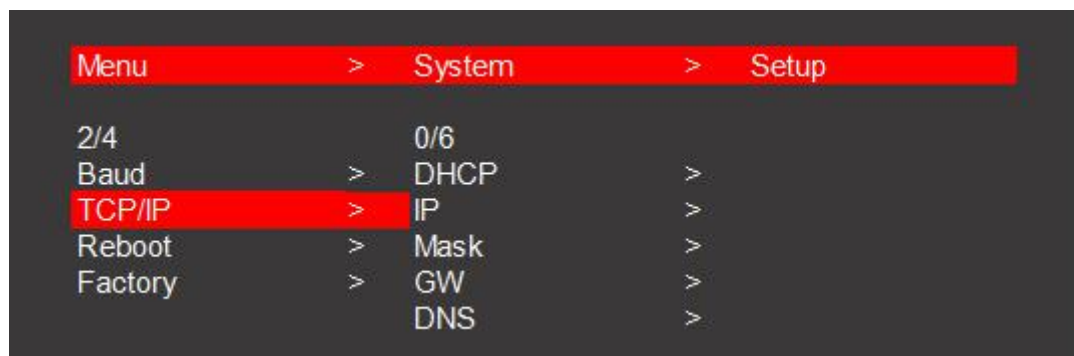 Menu > System > Setup
2/4 0/6
Baud > DHCP >
TCP/IP > IP >
Reboot > Mask >
Factory > GW >
DNS >